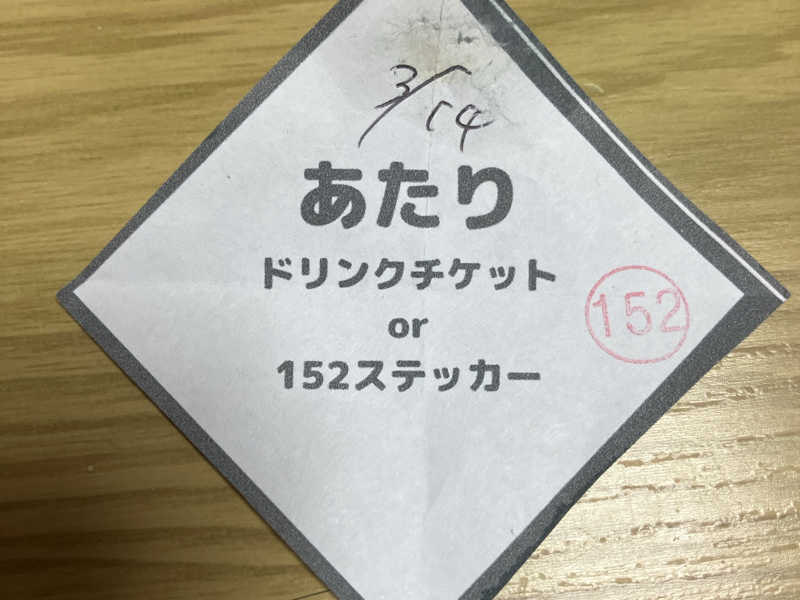 3/14
あたり
ドリンクチケット
152
or
152ステッカー